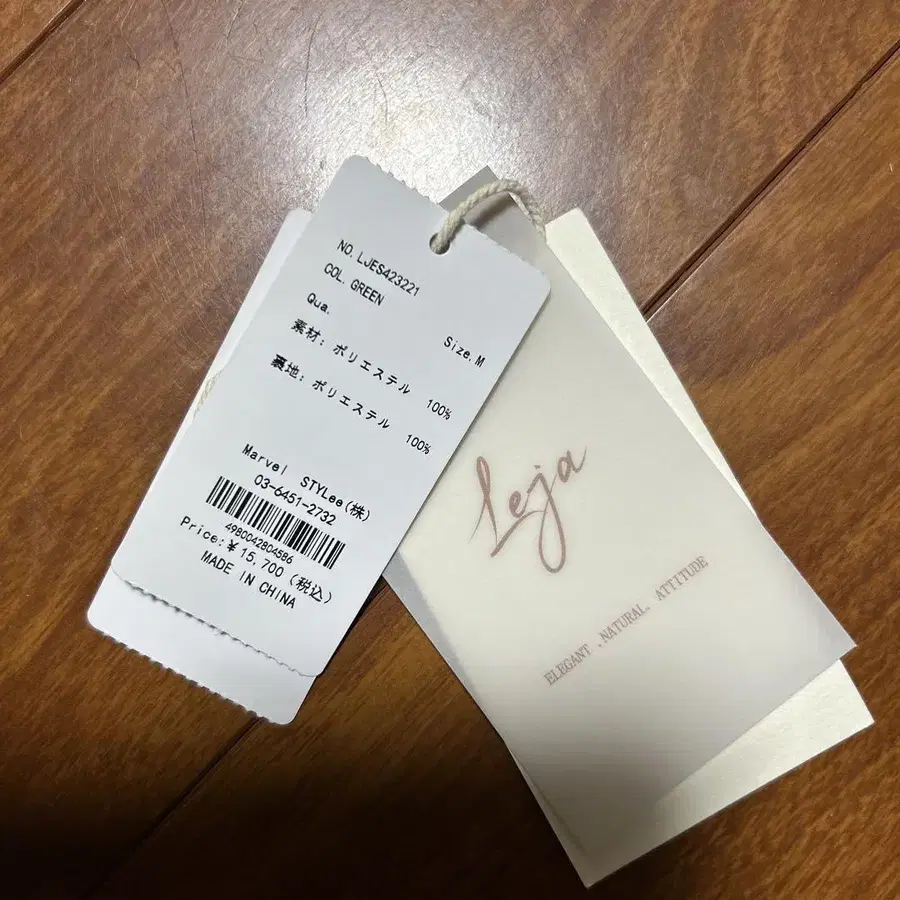 NO. LJES423221
COL. GREEN
Qua. Size. M
素材: ポリエステル 100%
裏地: ポリエステル 100%
Marvel STYLee(株)
03-6451-2732
4980042804586
Price:¥ 15,700 (税込)
MADE IN CHINA
Leja
ELEGANT .NATURAL. ATTITUDE